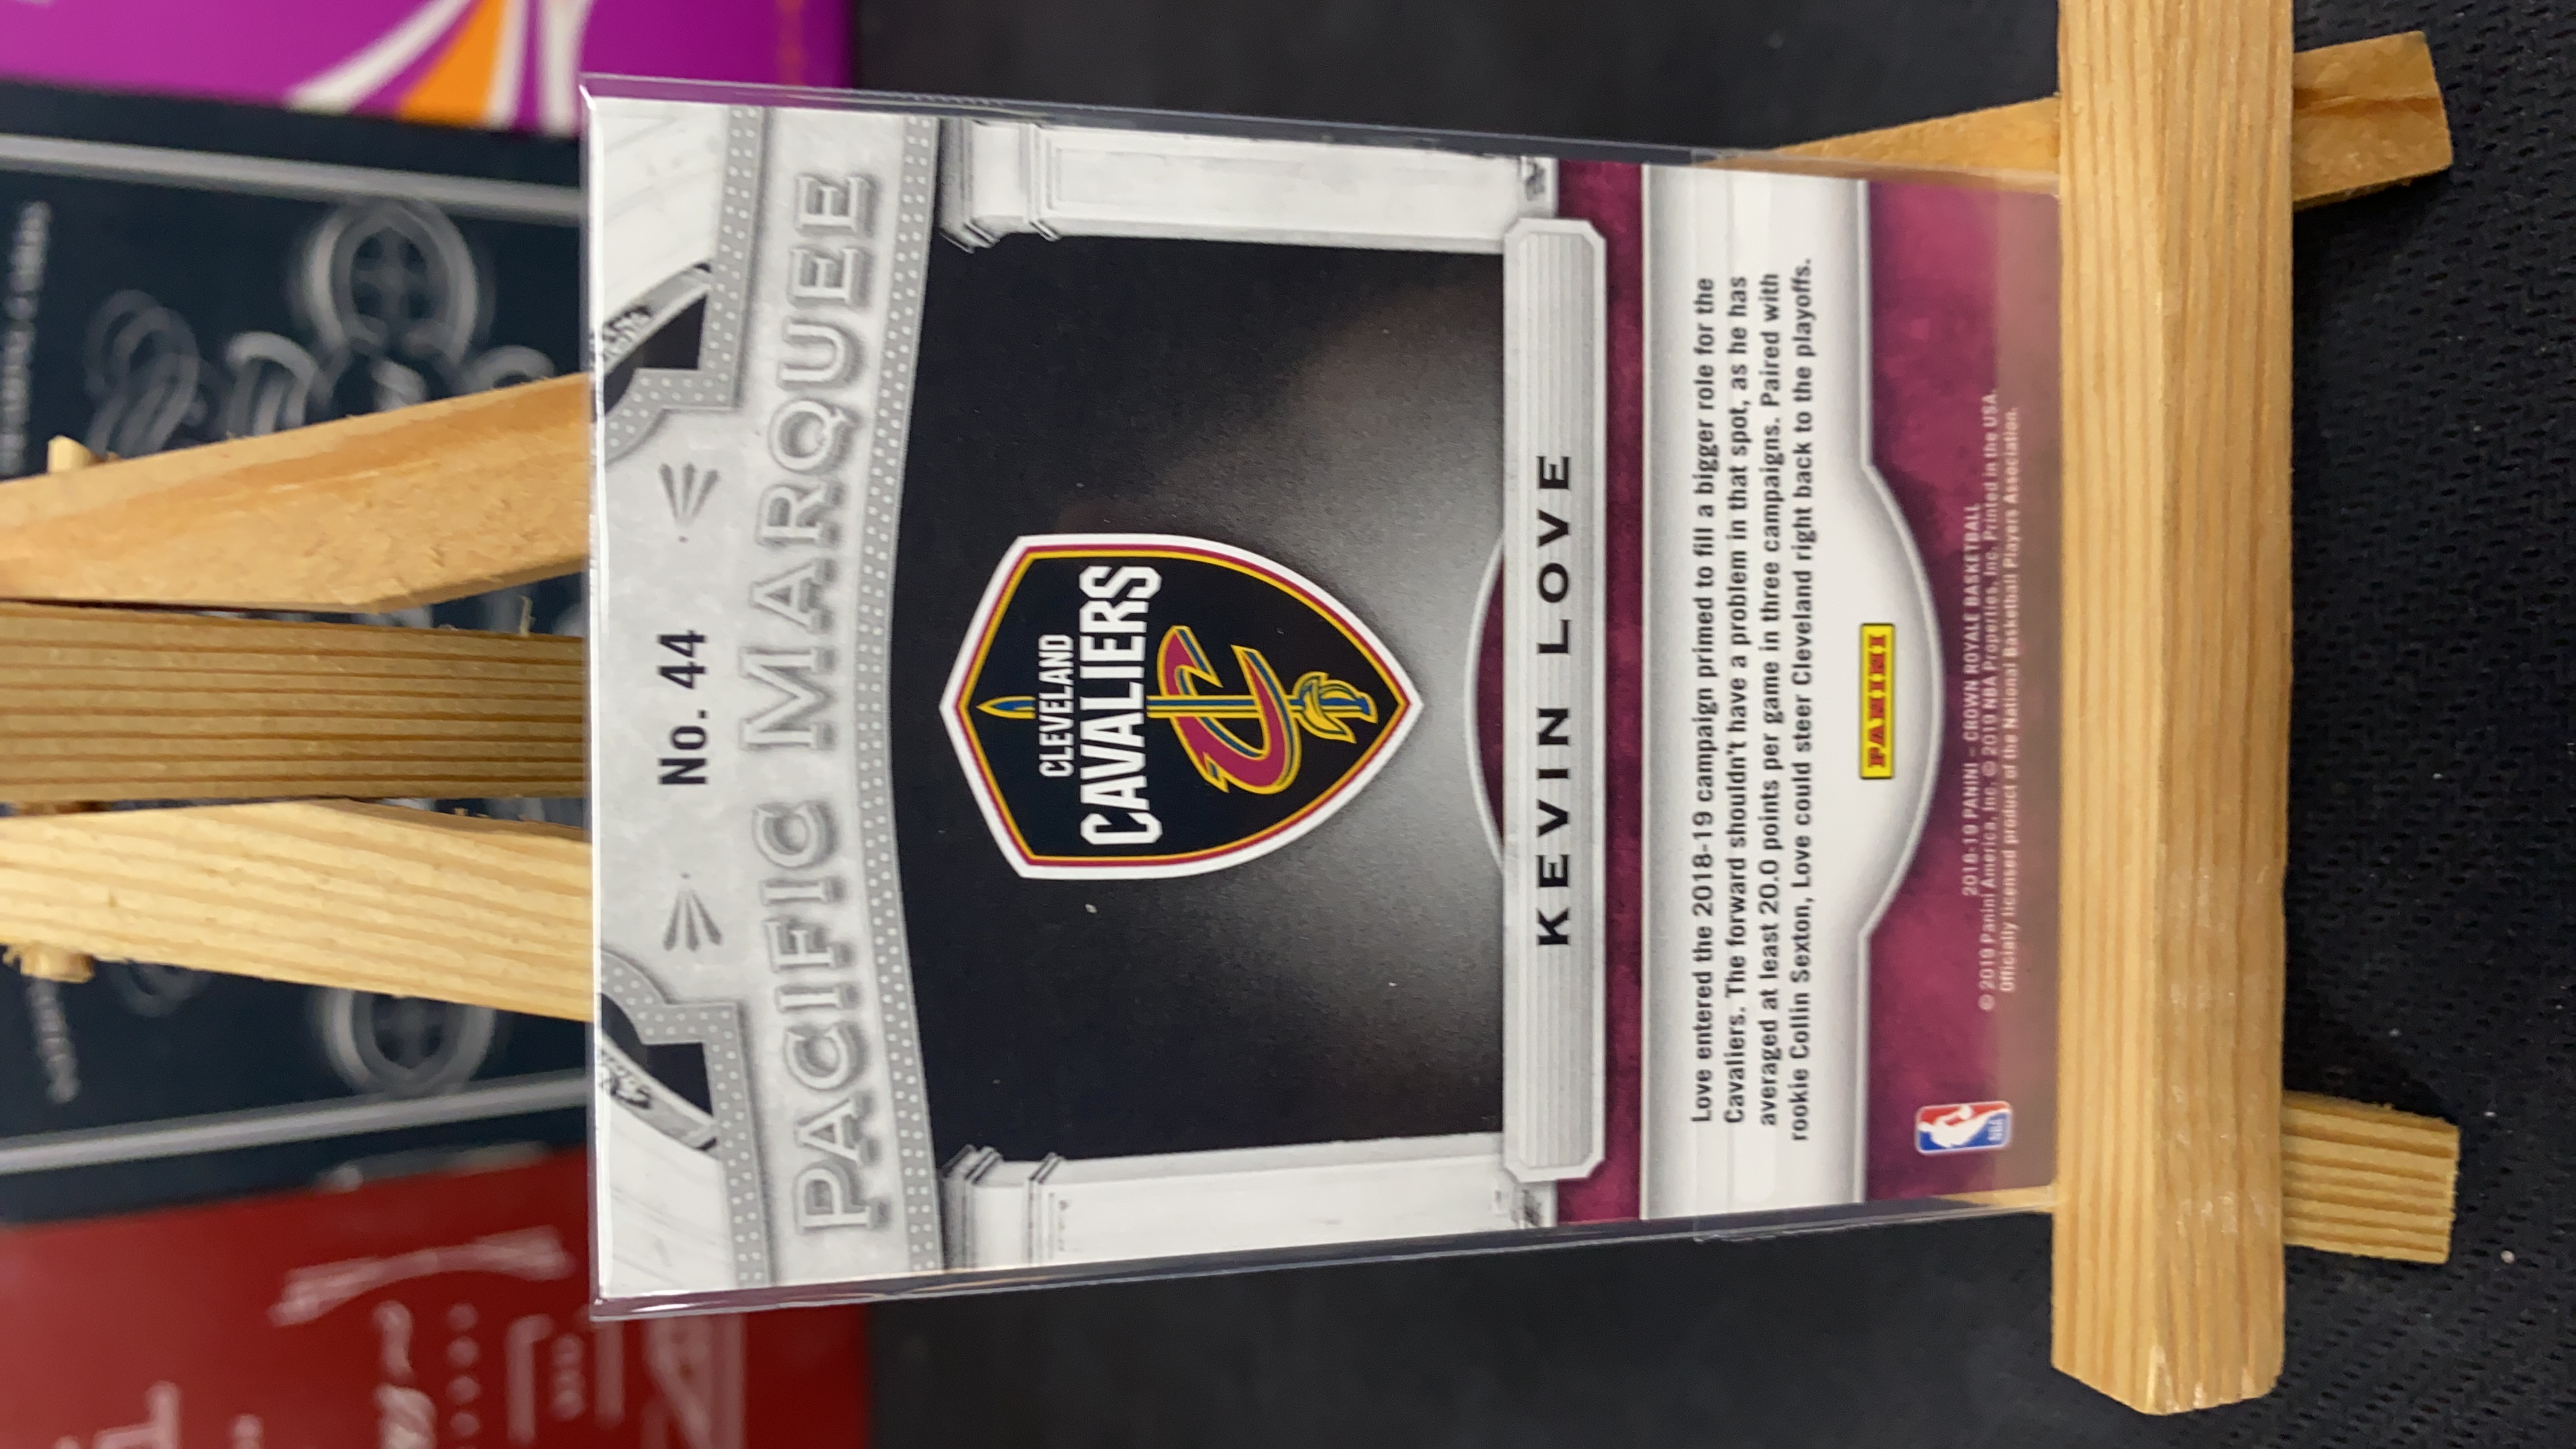 No. 44
PACIFIC MARQUEE
CLEVELAND
CAVALIERS
C
KEVIN LOVE
Love entered the 2018-19 campaign primed to fill a bigger role for the
Cavaliers. The forward shouldn't have a problem in that spot, as he has
averaged at least 20.0 points per game in three campaigns. Paired with
rookie Collin Sexton, Love could steer Cleveland right back to the playoffs.
PANINI
NBA
2018-19 PANINI – CROWN ROYALE BASKETBALL
© 2019 Panini America, Inc. © 2019 NBA Properties, Inc. Printed in the USA.
Officially licensed product of the National Basketball Players Association.